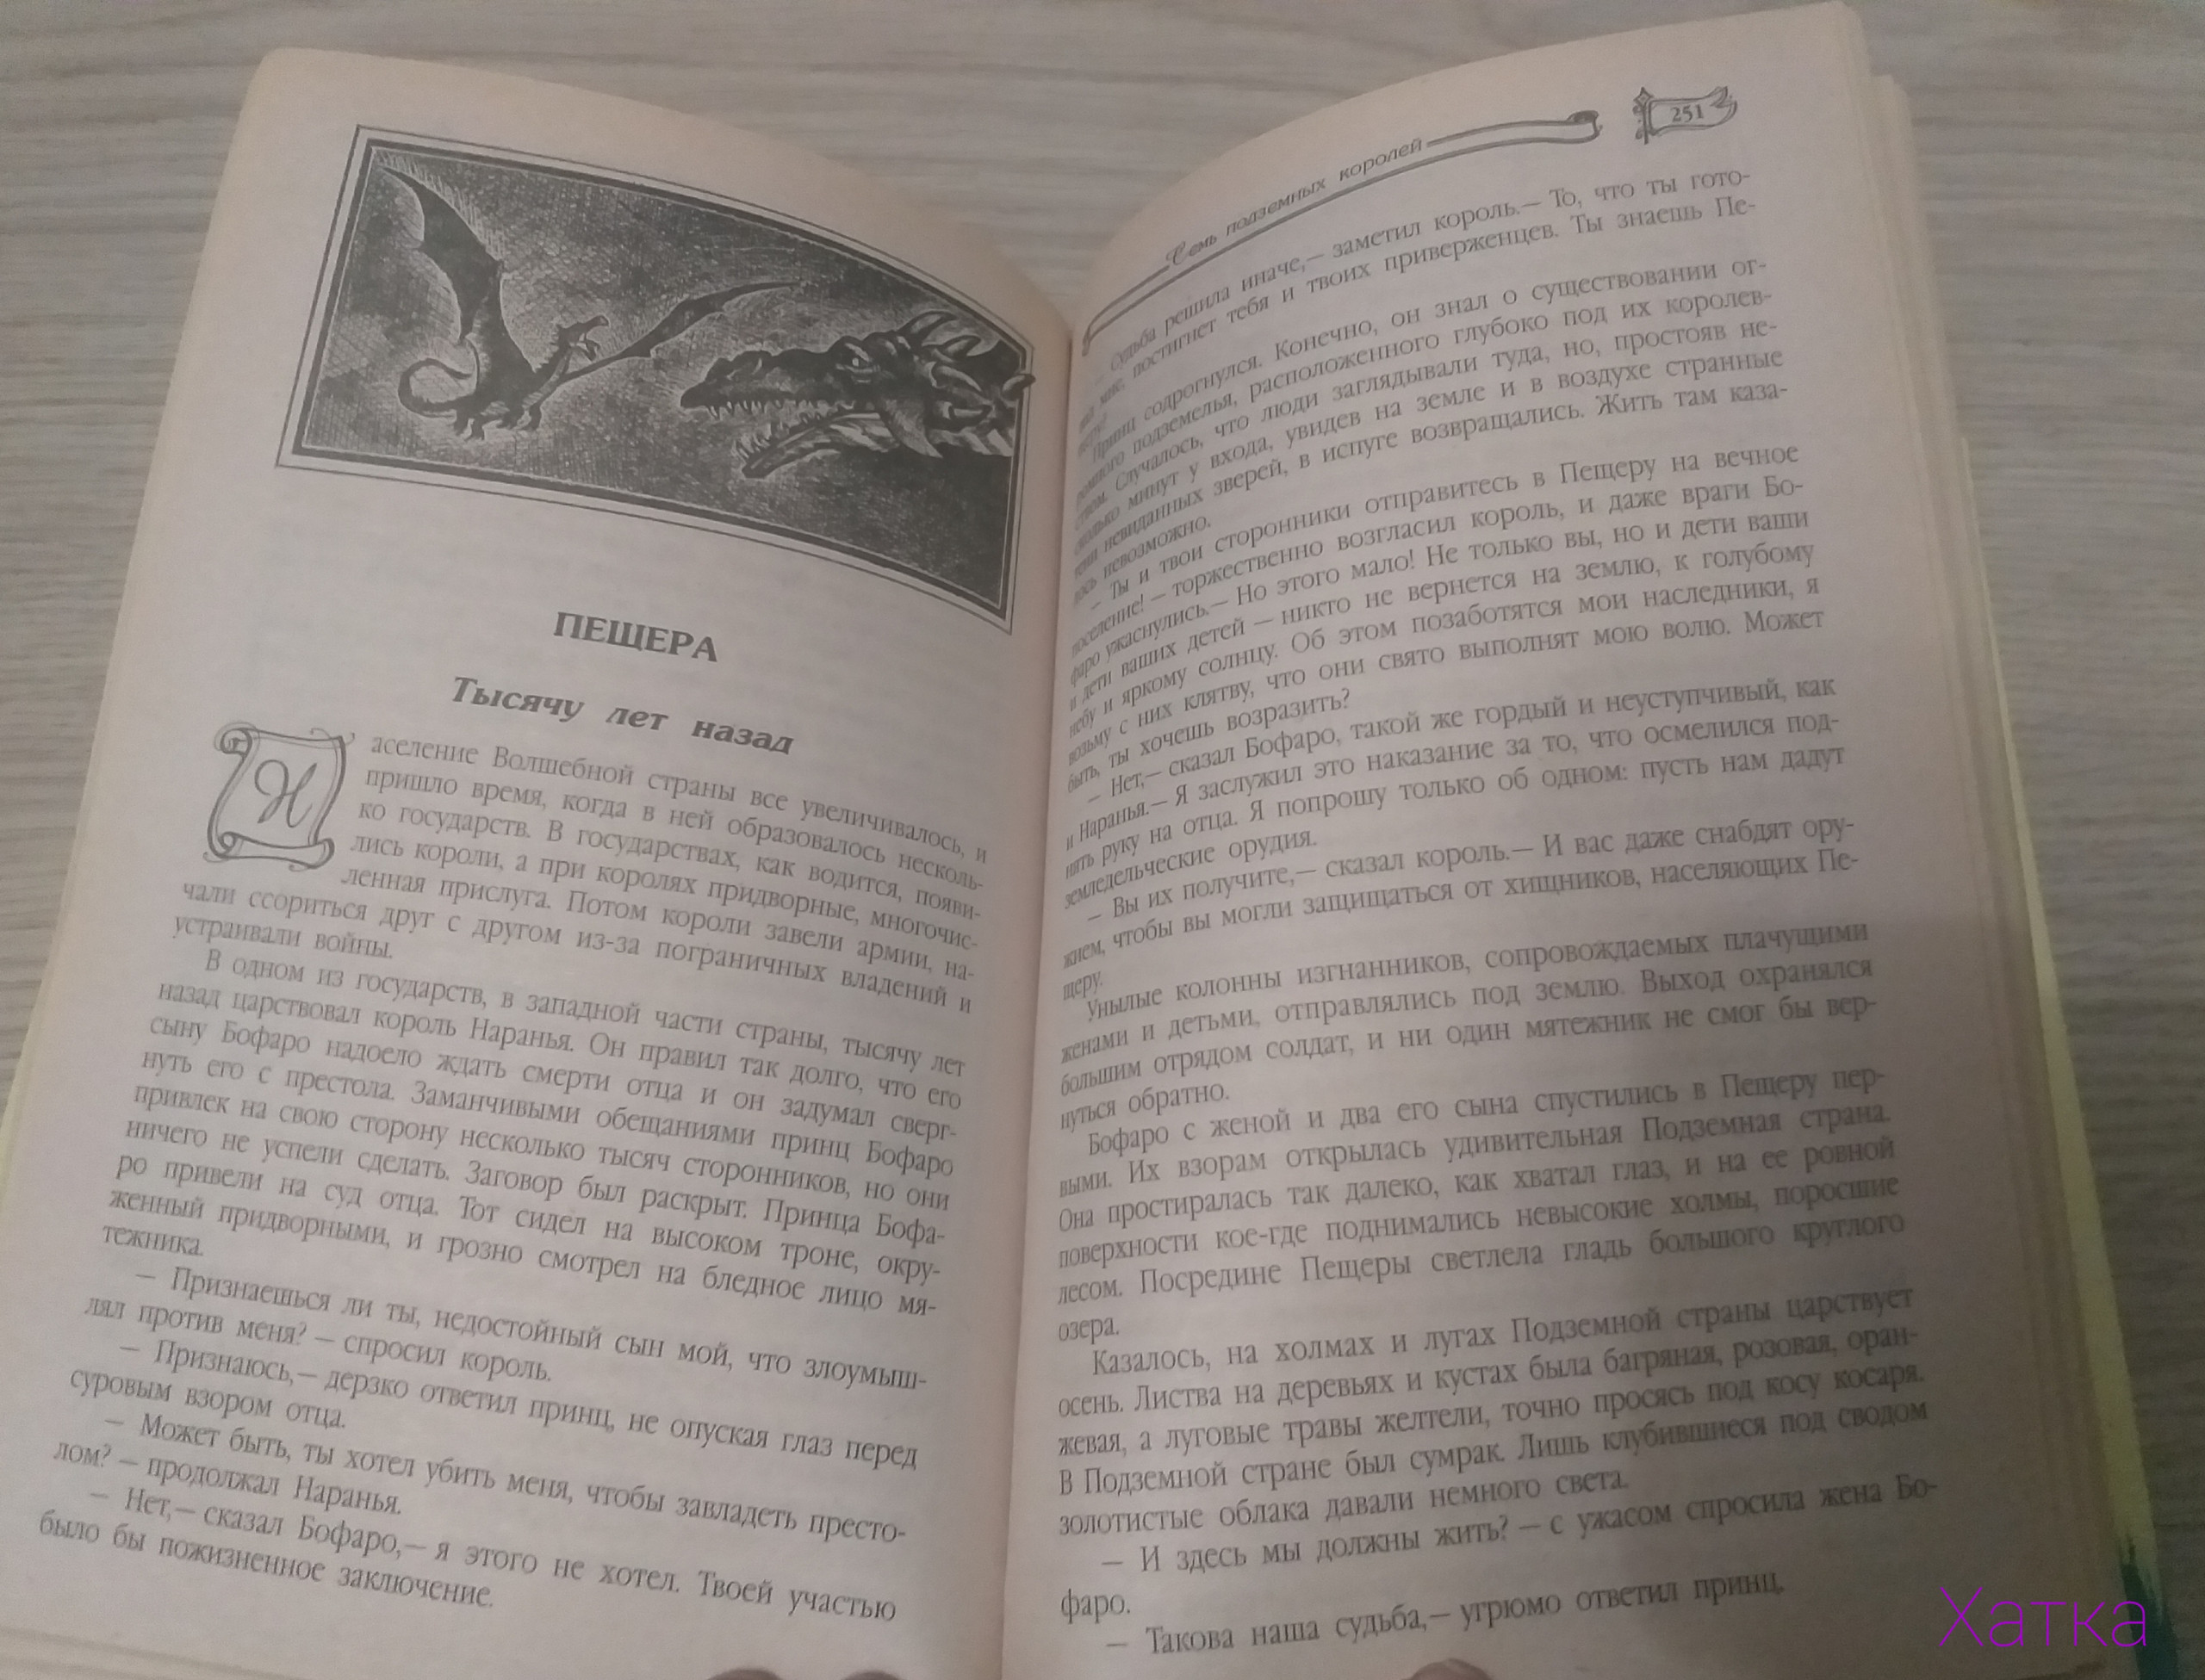 ПЕЩЕРА
Тысячу лет назад
Население Волшебной страны все увеличивалось, и
пришло время, когда в ней образовалось несколь-
ко государств. В государствах, как водится, появи-
лись короли, а при королях придворные, многочис-
ленная прислуга. Потом короли завели армии, на-
чали ссориться друг с другом из-за пограничных владений и
устраивали войны.
В одном из государств, в западной части страны, тысячу лет
назад царствовал король Наранья. Он правил так долго, что его
сыну Бофаро надоело ждать смерти отца и он задумал сверг-
нуть его с престола. Заманчивыми обещаниями принц Бофаро
привлек на свою сторону несколько тысяч сторонников, но они
ничего не успели сделать. Заговор был раскрыт. Принца Бофа-
ро привели на суд отца. Тот сидел на высоком троне, окру-
женный придворными, и грозно смотрел на бледное лицо мя-
тежника.
— Признаешься ли ты, недостойный сын мой, что злоумыш-
лял против меня? — спросил король.
— Признаюсь,— дерзко ответил принц, не опуская глаз перед
суровым взором отца.
— Может быть, ты хотел убить меня, чтобы завладеть престо-
лом? — продолжал Наранья.
— Нет,— сказал Бофаро,— я этого не хотел. Твоей участью
было бы пожизненное заключение.
Семь подземных королей
251
— Судьба решила иначе,— заметил король.— То, что ты гото-
мне, постигнет тебя и твоих приверженцев. Ты знаешь Пе-
Принц содрогнулся. Конечно, он знал о существовании ог-
ромного подземелья, расположенного глубоко под их королев-
ством. Случалось, что люди заглядывали туда, но, простояв не-
сколько минут у входа, увидев на земле и в воздухе странные
тени невиданных зверей, в испуге возвращались. Жить там каза-
лось невозможно.
— Ты и твои сторонники отправитесь в Пещеру на вечное
поселение! — торжественно возгласил король, и даже враги Бо-
фаро ужаснулись.— Но этого мало! Не только вы, но и дети ваши
и дети ваших детей — никто не вернется на землю, к голубому
небу и яркому солнцу. Об этом позаботятся мои наследники, я
возьму с них клятву, что они свято выполнят мою волю. Может
быть, ты хочешь возразить?
— Нет,— сказал Бофаро, такой же гордый и неуступчивый, как
и Наранья.— Я заслужил это наказание за то, что осмелился под-
нять руку на отца. Я попрошу только об одном: пусть нам дадут
земледельческие орудия.
— Вы их получите,— сказал король.— И вас даже снабдят ору-
жием, чтобы вы могли защищаться от хищников, населяющих Пе-
щеру.
Унылые колонны изгнанников, сопровождаемых плачущими
женами и детьми, отправлялись под землю. Выход охранялся
большим отрядом солдат, и ни один мятежник не смог бы вер-
нуться обратно.
Бофаро с женой и два его сына спустились в Пещеру пер-
выми. Их взорам открылась удивительная Подземная страна.
Она простиралась так далеко, как хватал глаз, и на ее ровной
поверхности кое-где поднимались невысокие холмы, поросшие
лесом. Посредине Пещеры светлела гладь большого круглого
озера.
Казалось, на холмах и лугах Подземной страны царствует
осень. Листва на деревьях и кустах была багряная, розовая, оран-
жевая, а луговые травы желтели, точно просясь под косу косаря.
В Подземной стране был сумрак. Лишь клубившиеся под сводом
золотистые облака давали немного света.
— И здесь мы должны жить? — с ужасом спросила жена Бо-
фаро.
— Такова наша судьба,— угрюмо ответил принц.
Хатка